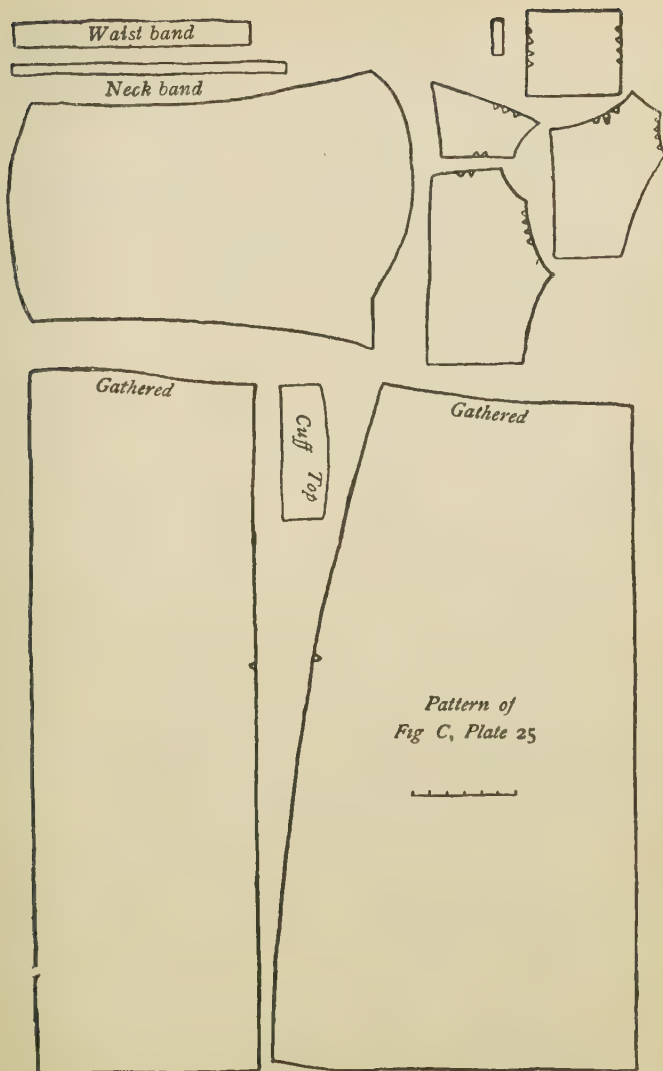 Waist band
Neck band
Gathered
Cuff Top
Gathered
Pattern of
Fig C, Plate 25